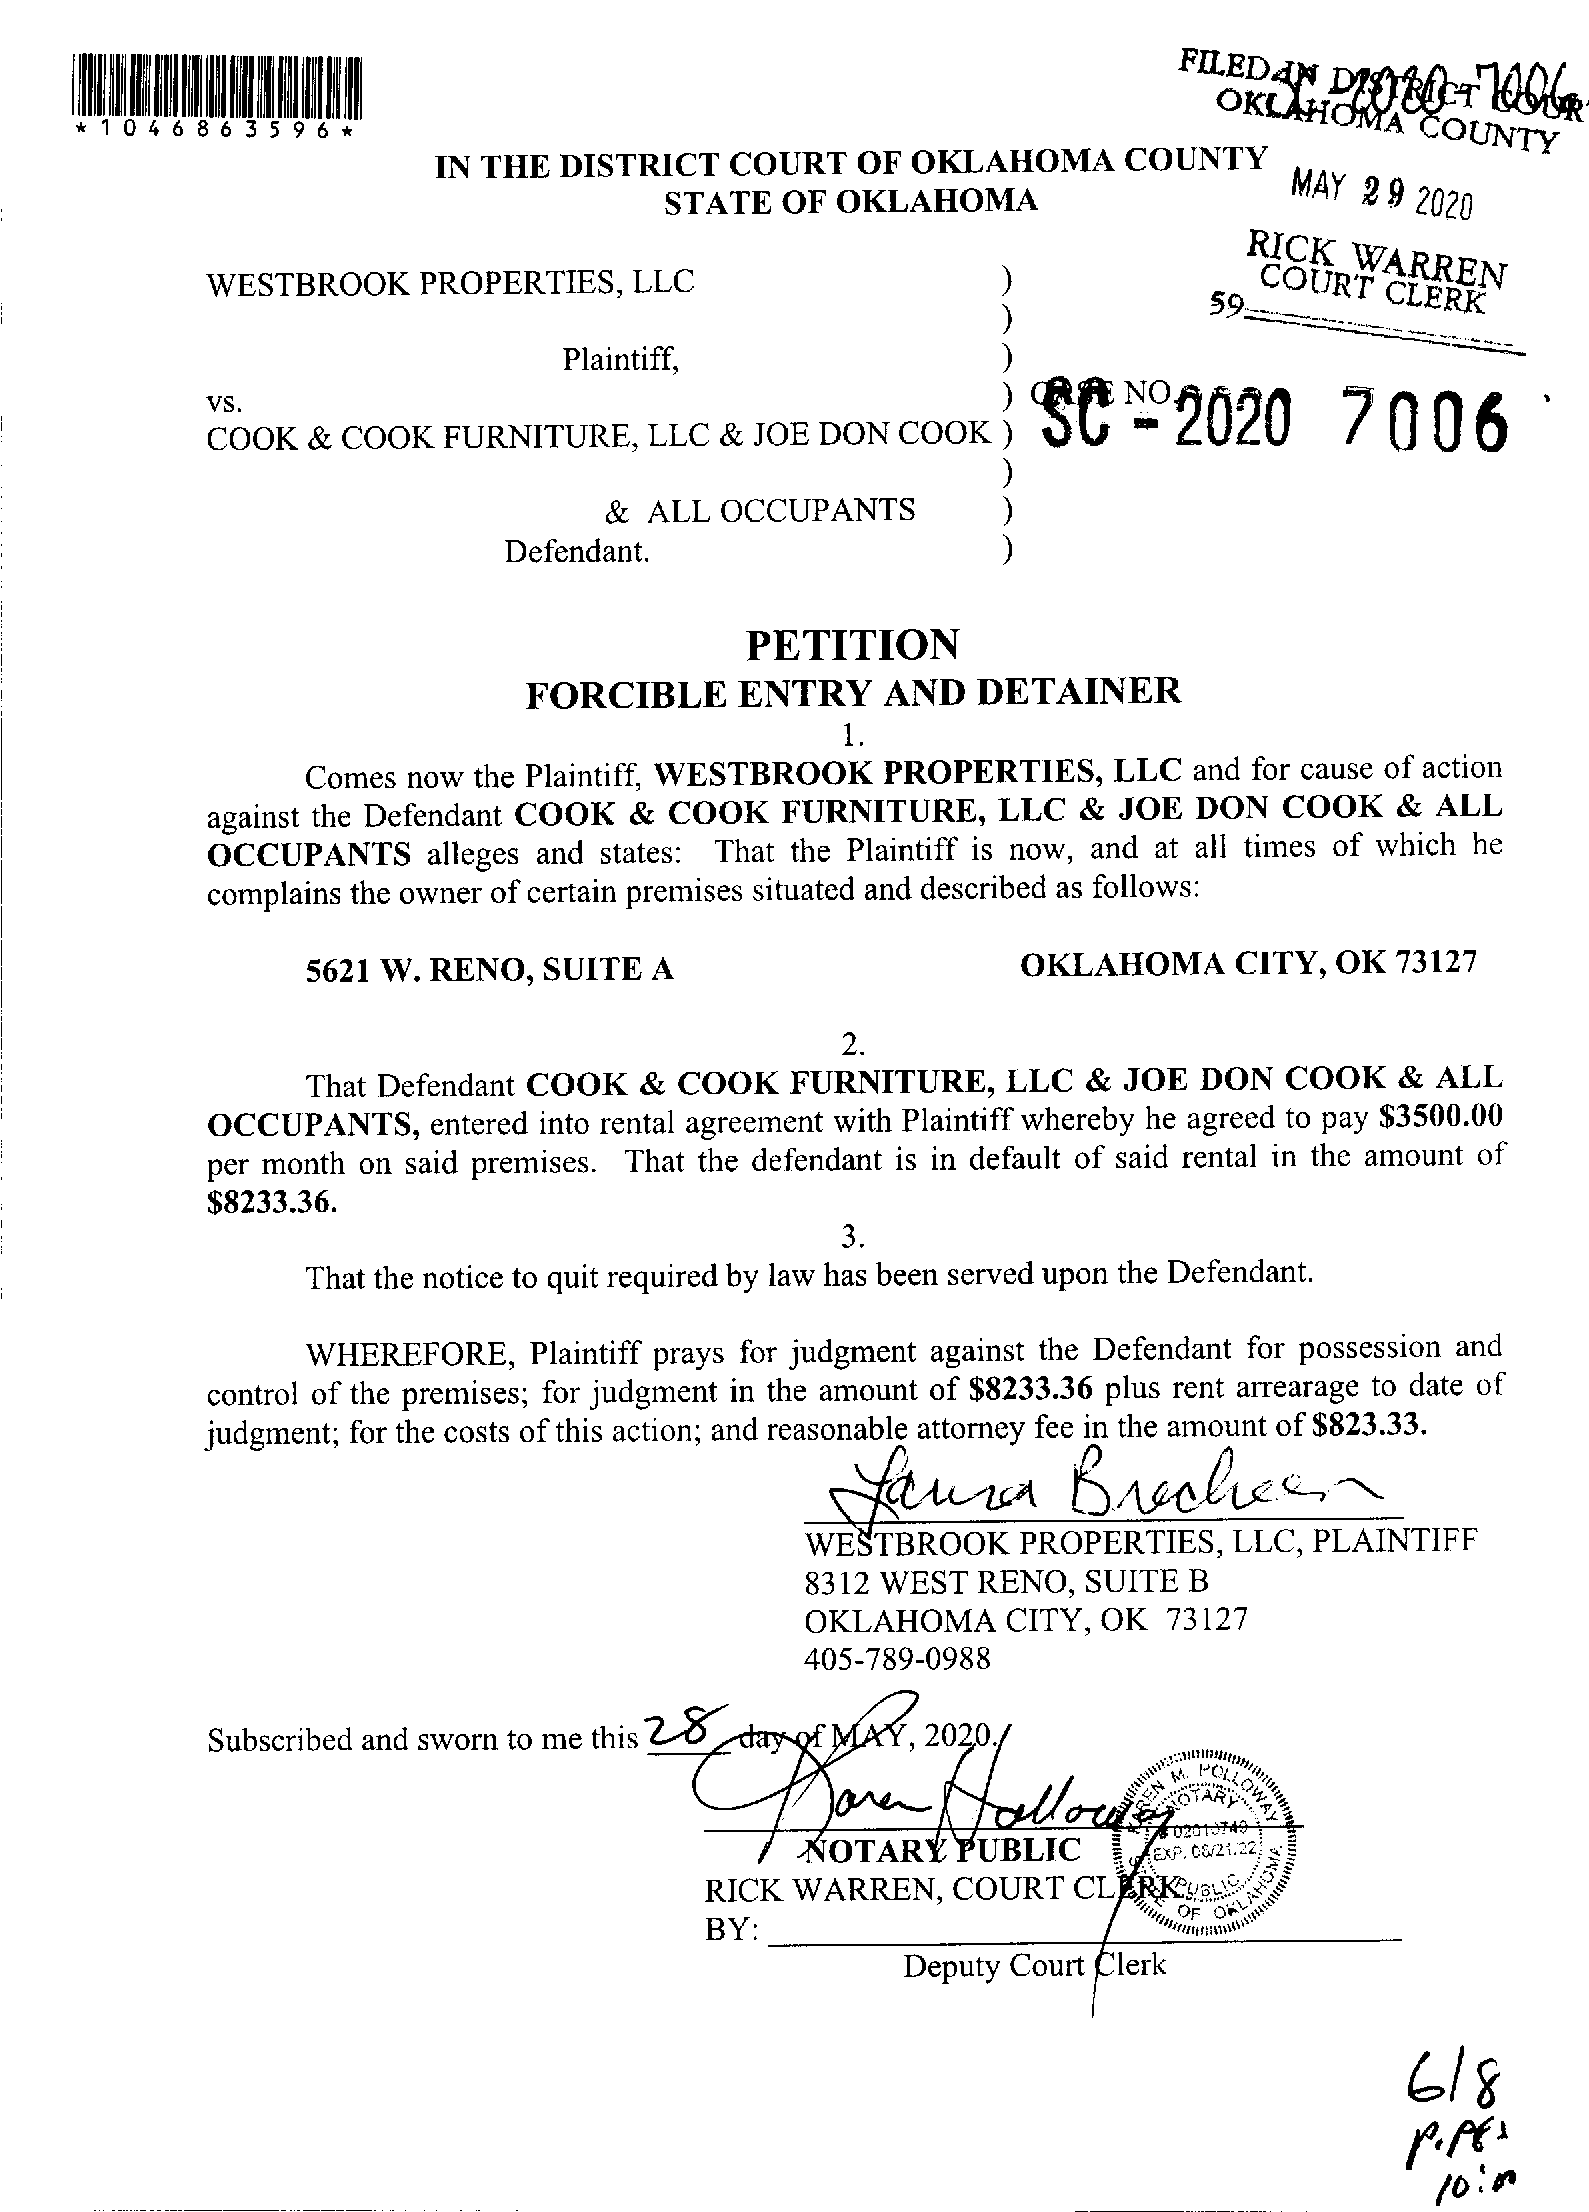 *1046863596*
FILED IN DISTRICT COURT
OKLAHOMA COUNTY
MAY 29 2020
RICK WARREN
COURT CLERK
59
IN THE DISTRICT COURT OF OKLAHOMA COUNTY
STATE OF OKLAHOMA
WESTBROOK PROPERTIES, LLC )
)
Plaintiff, )
vs. ) CASE NO.
SC - 2020 7006
COOK & COOK FURNITURE, LLC & JOE DON COOK )
)
& ALL OCCUPANTS )
Defendant. )
PETITION
FORCIBLE ENTRY AND DETAINER
1.
Comes now the Plaintiff, WESTBROOK PROPERTIES, LLC and for cause of action
against the Defendant COOK & COOK FURNITURE, LLC & JOE DON COOK & ALL
OCCUPANTS alleges and states: That the Plaintiff is now, and at all times of which he
complains the owner of certain premises situated and described as follows:
5621 W. RENO, SUITE A OKLAHOMA CITY, OK 73127
2.
That Defendant COOK & COOK FURNITURE, LLC & JOE DON COOK & ALL
OCCUPANTS, entered into rental agreement with Plaintiff whereby he agreed to pay $3500.00
per month on said premises. That the defendant is in default of said rental in the amount of
$8233.36.
3.
That the notice to quit required by law has been served upon the Defendant.
WHEREFORE, Plaintiff prays for judgment against the Defendant for possession and
control of the premises; for judgment in the amount of $8233.36 plus rent arrearage to date of
judgment; for the costs of this action; and reasonable attorney fee in the amount of $823.33.
Laura Brecheen
WESTBROOK PROPERTIES, LLC, PLAINTIFF
8312 WEST RENO, SUITE B
OKLAHOMA CITY, OK 73127
405-789-0988
Subscribed and sworn to me this 28 day of MAY, 2020.
NOTARY PUBLIC
RICK WARREN, COURT CLERK
BY:
Deputy Court Clerk
NOTARY
EXP. 08/21/22
PUBLIC
OF OKLAHOMA
6/8